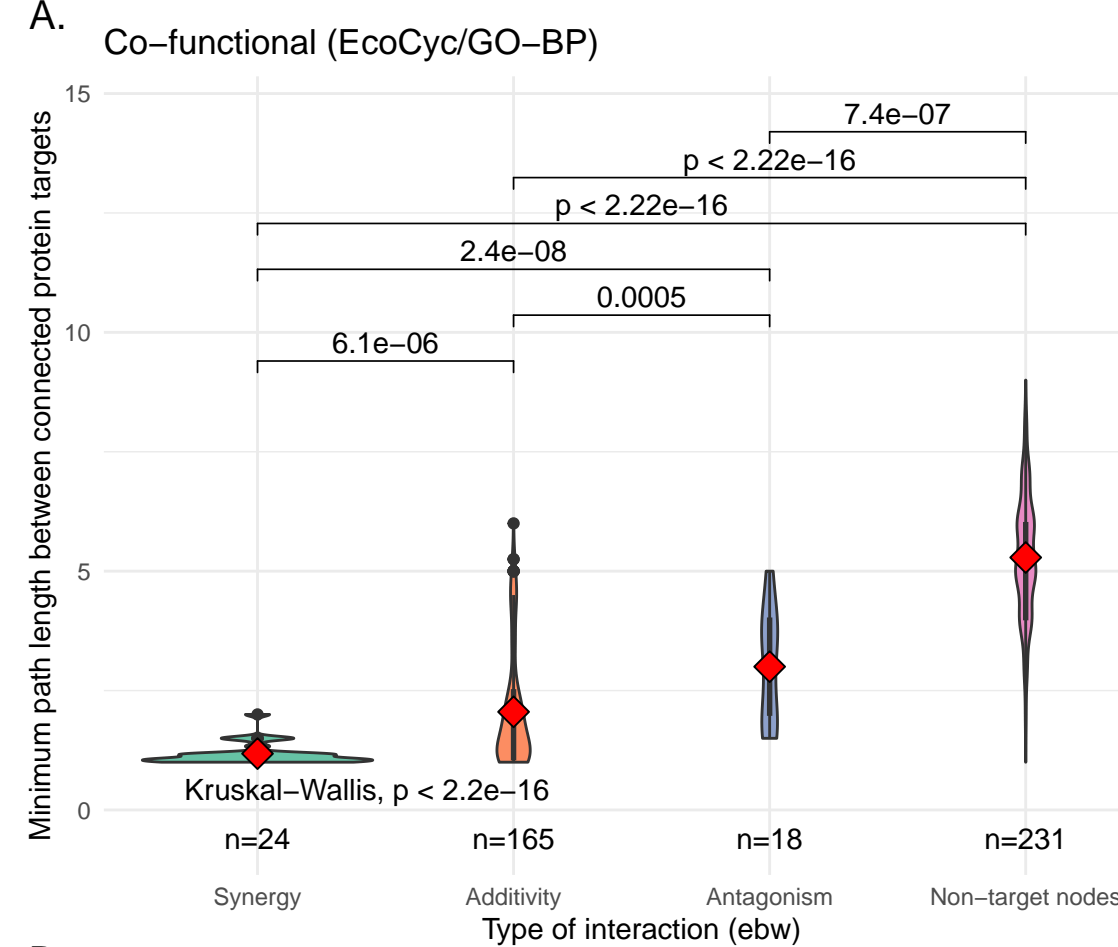 A.
Co−functional (EcoCyc/GO−BP)
Minimum path length between connected protein targets
15
10
5
0
7.4e−07
p < 2.22e−16
p < 2.22e−16
2.4e−08
0.0005
6.1e−06
Kruskal−Wallis, p < 2.2e−16
n=24 n=165 n=18 n=231
Synergy Additivity Antagonism Non−target nodes
Type of interaction (ebw)